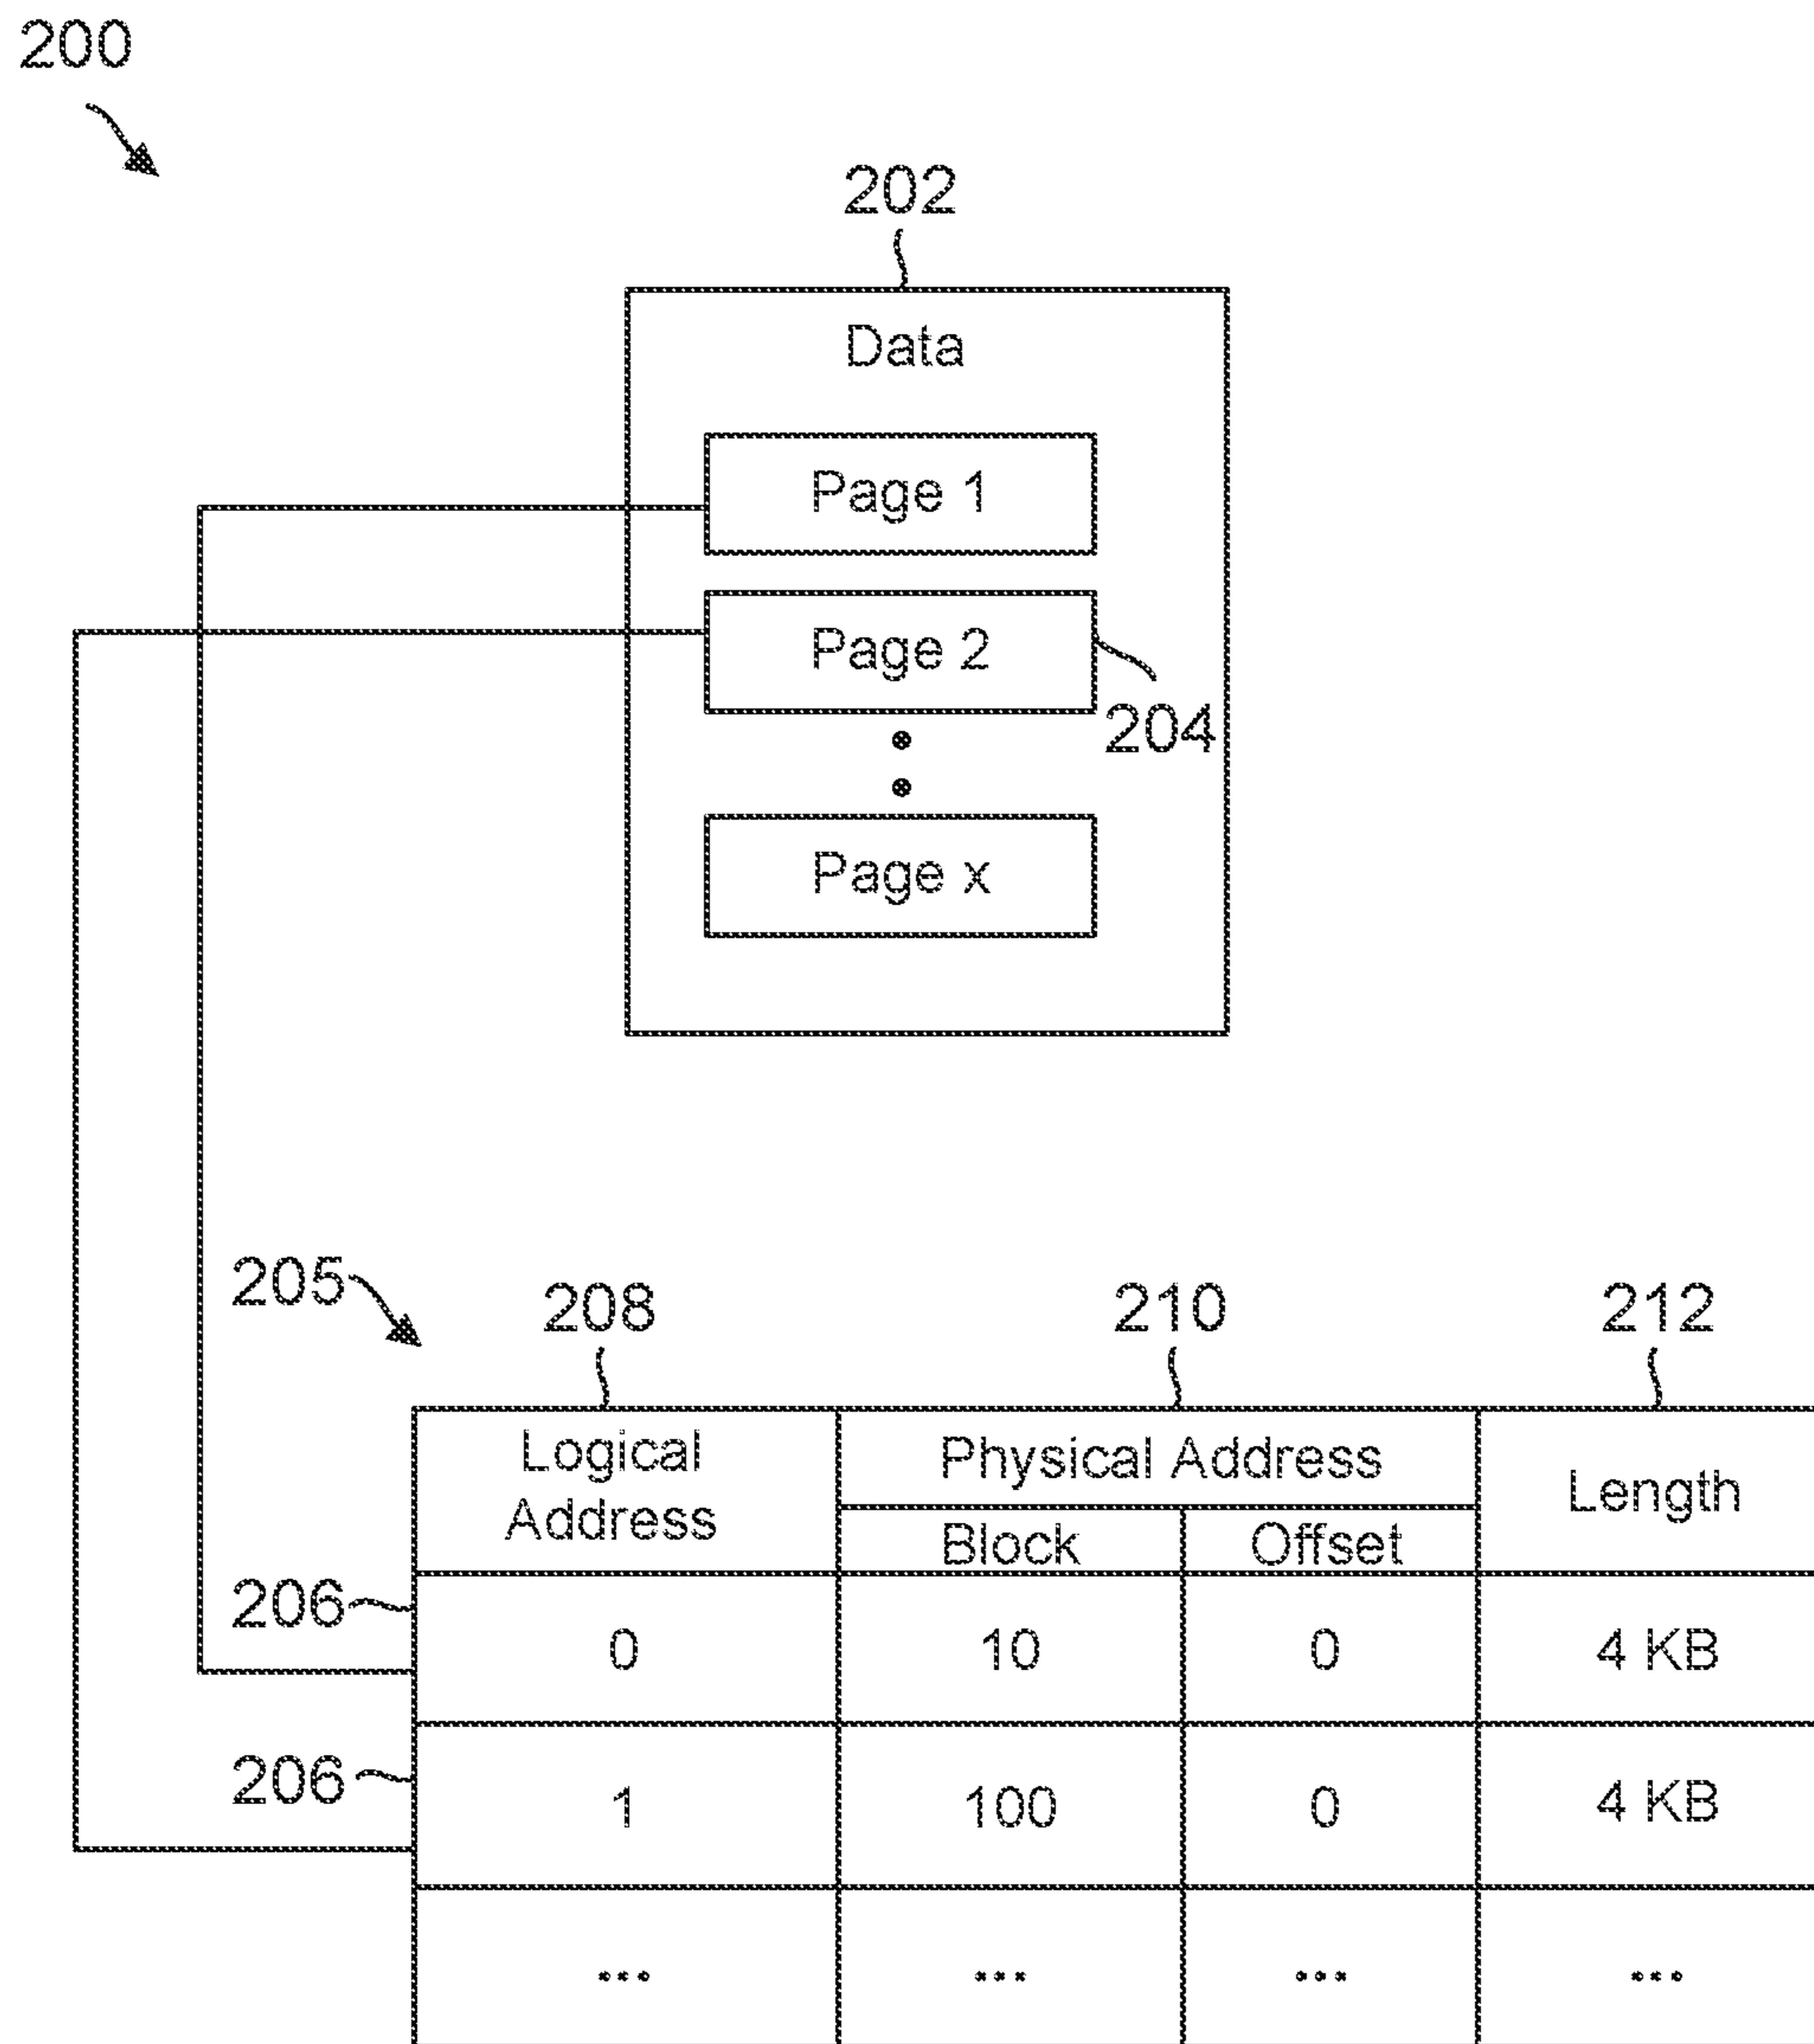 200
202
Data
Page 1
Page 2
204
Page x
205
208
210
212
Logical
Address
Physical Address
Length
Block
Offset
206
0
10
0
4 KB
206
1
100
0
4 KB
...
...
...
...